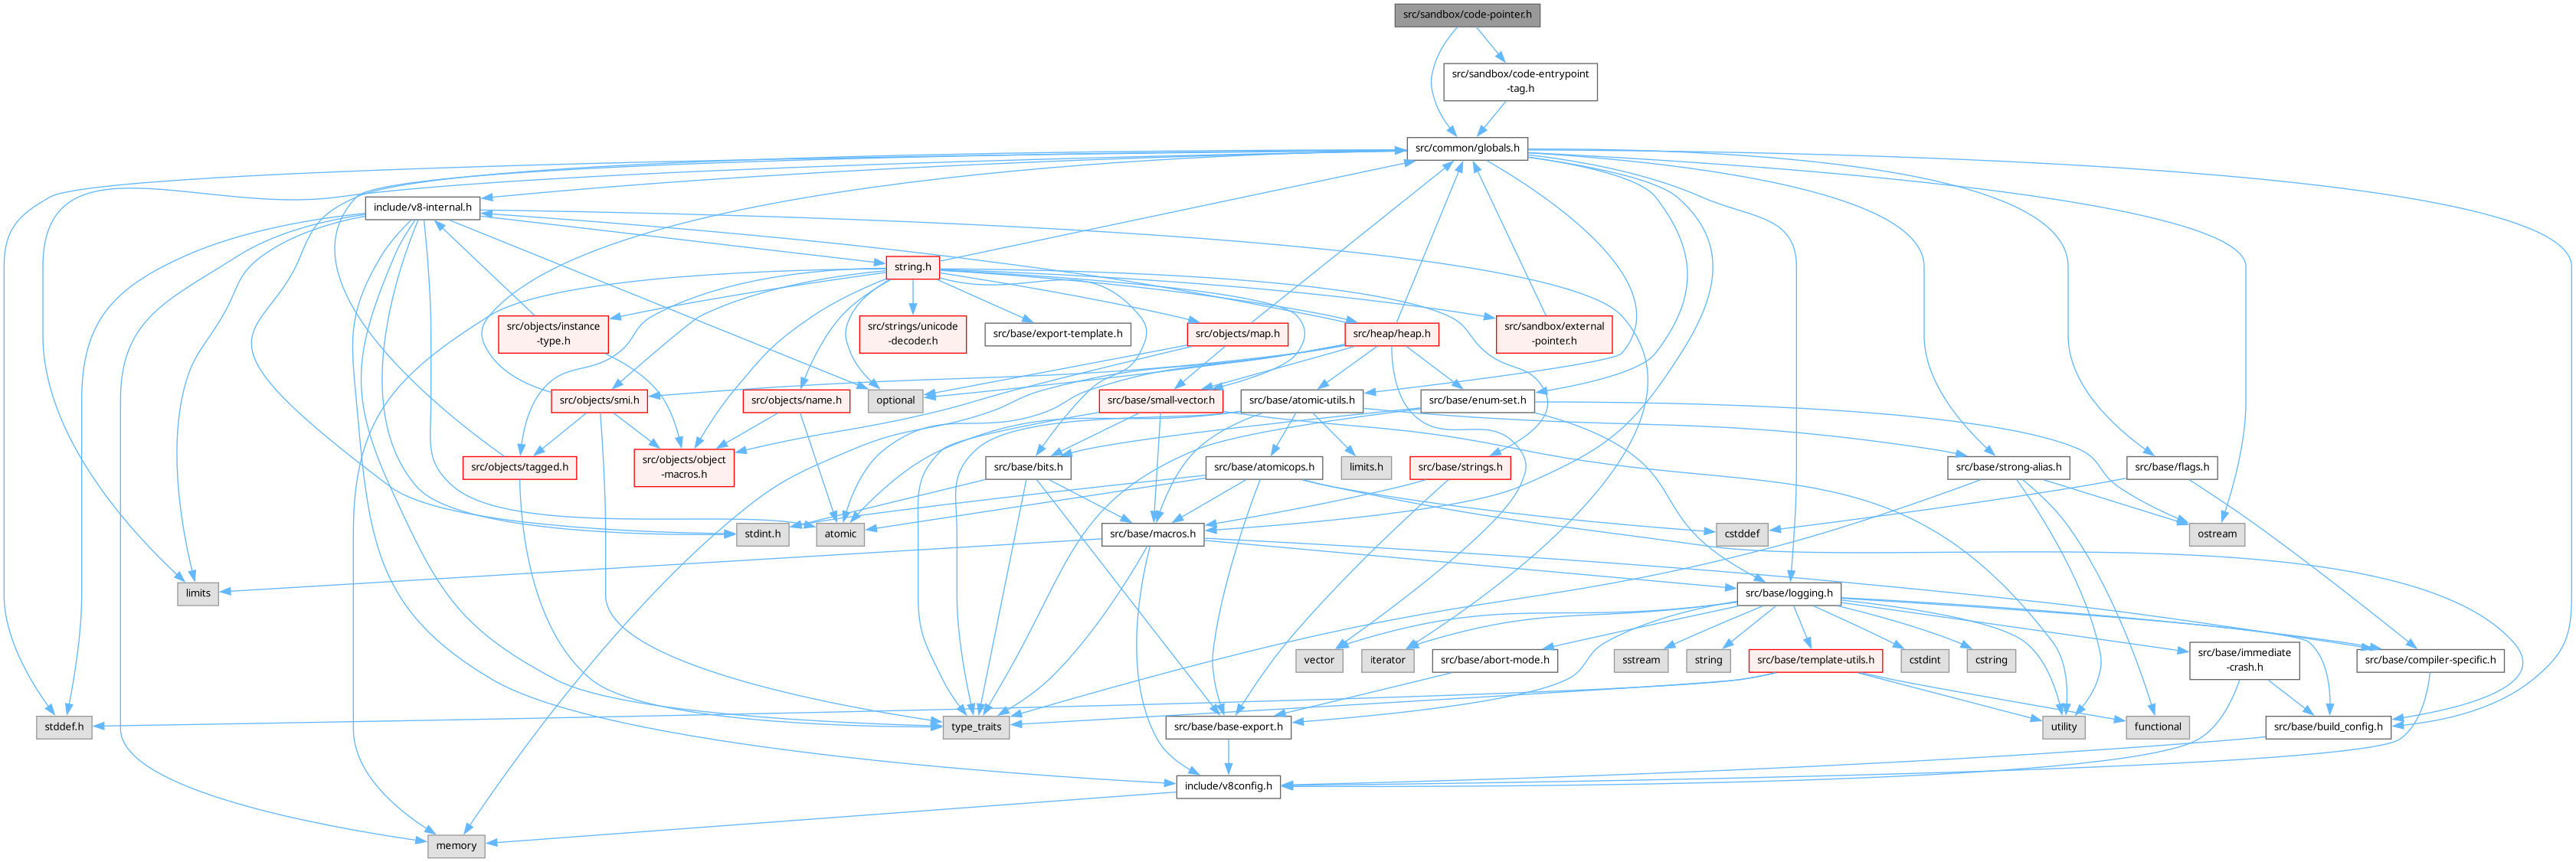 src/sandbox/code-pointer.h
src/sandbox/code-entrypoint
-tag.h
src/common/globals.h
include/v8-internal.h
string.h
src/objects/instance
-type.h
src/strings/unicode
-decoder.h
src/base/export-template.h
src/objects/map.h
src/heap/heap.h
src/sandbox/external
-pointer.h
src/objects/smi.h
src/objects/name.h
optional
src/base/small-vector.h
src/base/atomic-utils.h
src/base/enum-set.h
src/objects/tagged.h
src/objects/object
-macros.h
src/base/bits.h
src/base/atomicops.h
limits.h
src/base/strings.h
src/base/strong-alias.h
src/base/flags.h
stdint.h
atomic
src/base/macros.h
cstddef
ostream
limits
src/base/logging.h
vector
iterator
src/base/abort-mode.h
sstream
string
src/base/template-utils.h
cstdint
cstring
src/base/immediate
-crash.h
src/base/compiler-specific.h
stddef.h
type_traits
src/base/base-export.h
utility
functional
src/base/build_config.h
include/v8config.h
memory